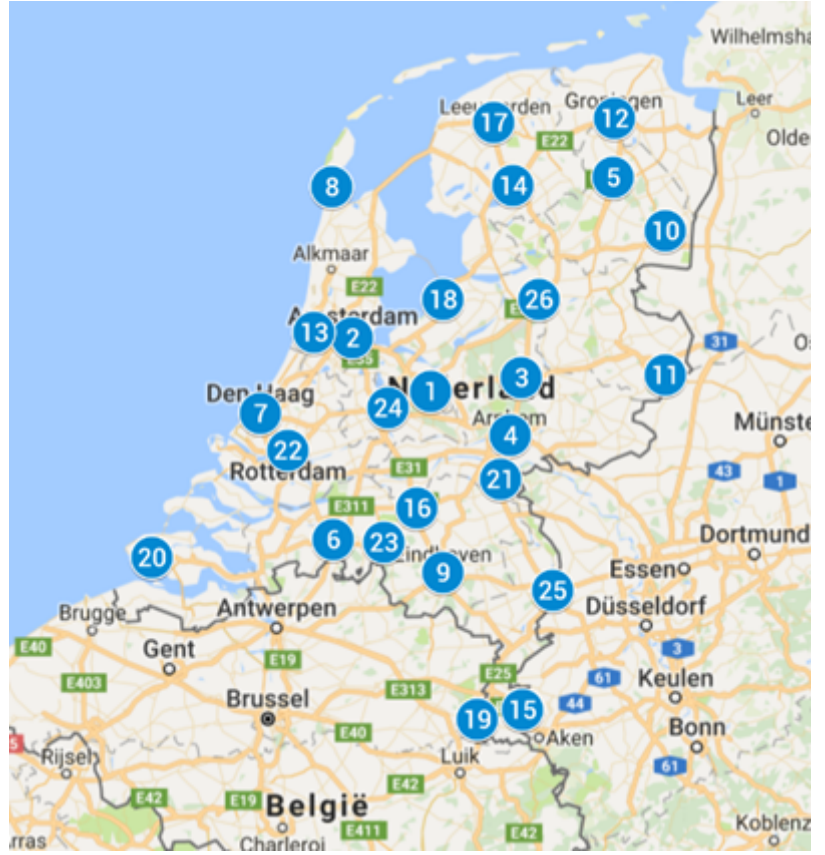 Wilhelmsha
Leeuwarden
Groningen
Leer
17
12
E22
Olde
8
14
5
10
Alkmaar
E22
18
26
Amsterdam
13
2
E35
31
Os
1
3
11
Nederland
Den Haag
7
24
Arnhem
4
Münste
22
Rotterdam
E31
21
43
1
E311
16
6
23
Dortmund
20
Eindhoven
9
Essen
25
Brugge
Antwerpen
Düsseldorf
E40
Gent
E19
3
E403
E25
61
Keulen
Brussel
E313
44
19
15
Bonn
E40
Aken
Rijsel
Luik
61
E42
E42
E19
België
Koblenz
rras
Charleroi
E411
E42